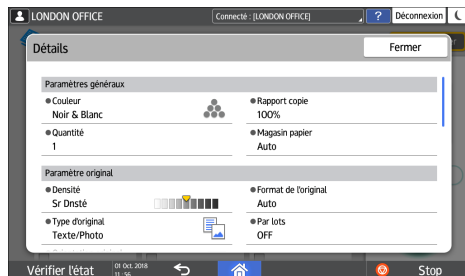 LONDON OFFICE
Connecté : [LONDON OFFICE]
?
Déconnexion
Détails
Fermer
Paramètres généraux
Couleur
Noir & Blanc
Rapport copie
100%
Quantité
1
Magasin papier
Auto
Paramètre original
Densité
Sr Dnsté
Format de l'original
Auto
Type d'original
Texte/Photo
Par lots
OFF
Vérifier l'état
01 Oct. 2018
11:56
Stop